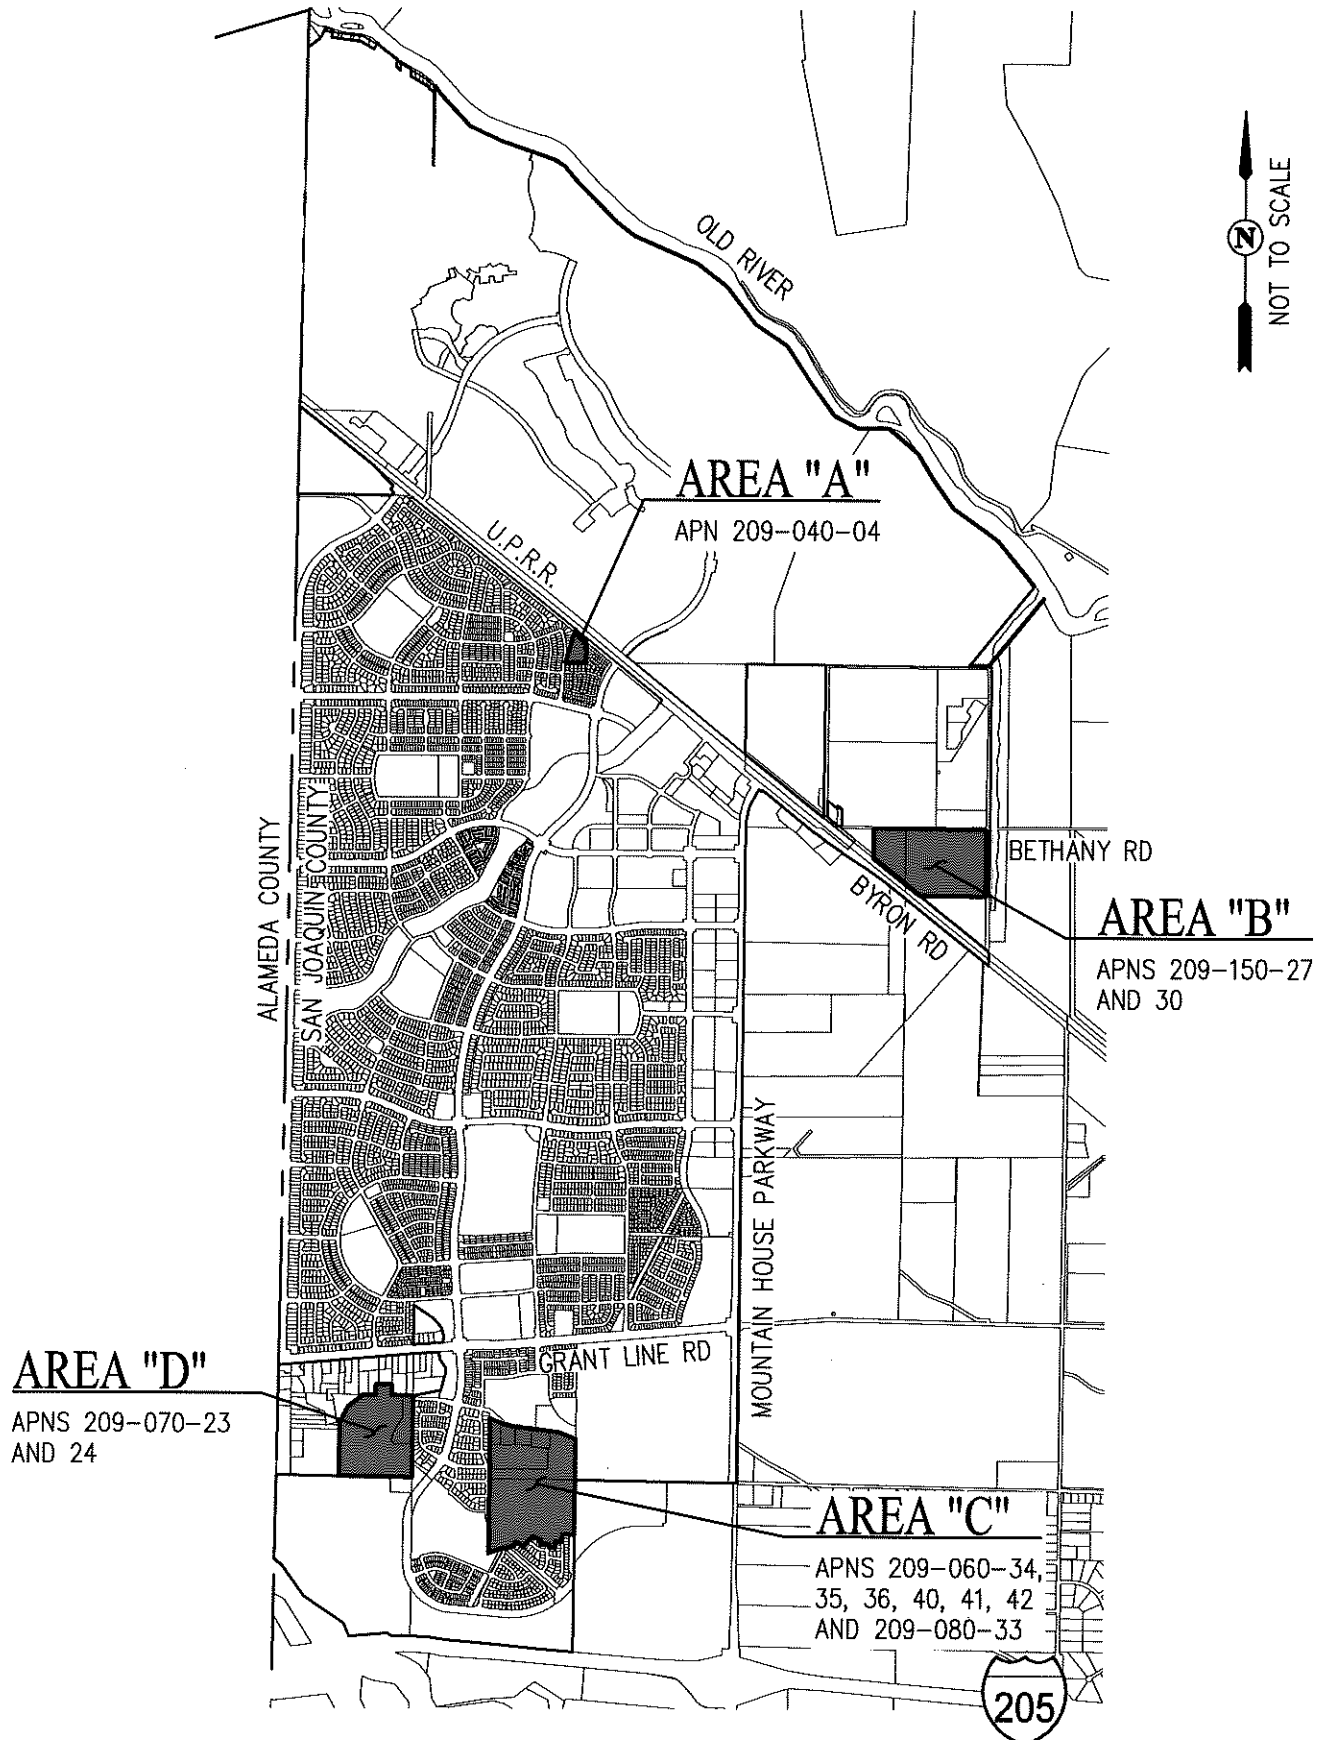 NOT TO SCALE
N
OLD RIVER
AREA "A"
APN 209-040-04
U.P.R.R.
ALAMEDA COUNTY
SAN JOAQUIN COUNTY
BETHANY RD
BYRON RD
AREA "B"
APNS 209-150-27
AND 30
MOUNTAIN HOUSE PARKWAY
GRANT LINE RD
AREA "D"
APNS 209-070-23
AND 24
AREA "C"
APNS 209-060-34,
35, 36, 40, 41, 42
AND 209-080-33
205